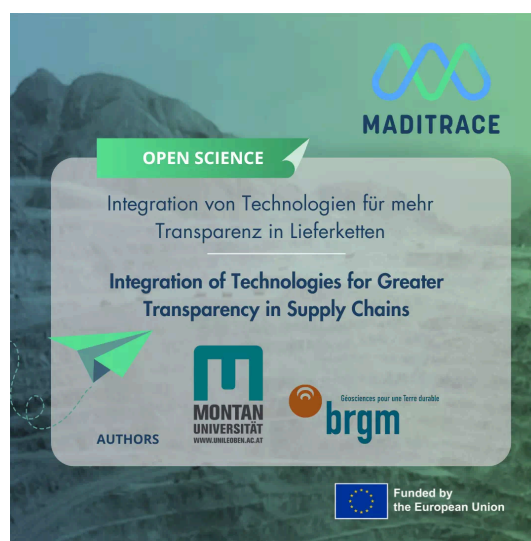 MADITRACE
OPEN SCIENCE
Integration von Technologien für mehr
Transparenz in Lieferketten
Integration of Technologies for Greater
Transparency in Supply Chains
AUTHORS
MONTAN
UNIVERSITÄT
WWW.UNILEOBEN.AC.AT
Géosciences pour une Terre durable
brgm
Funded by
the European Union